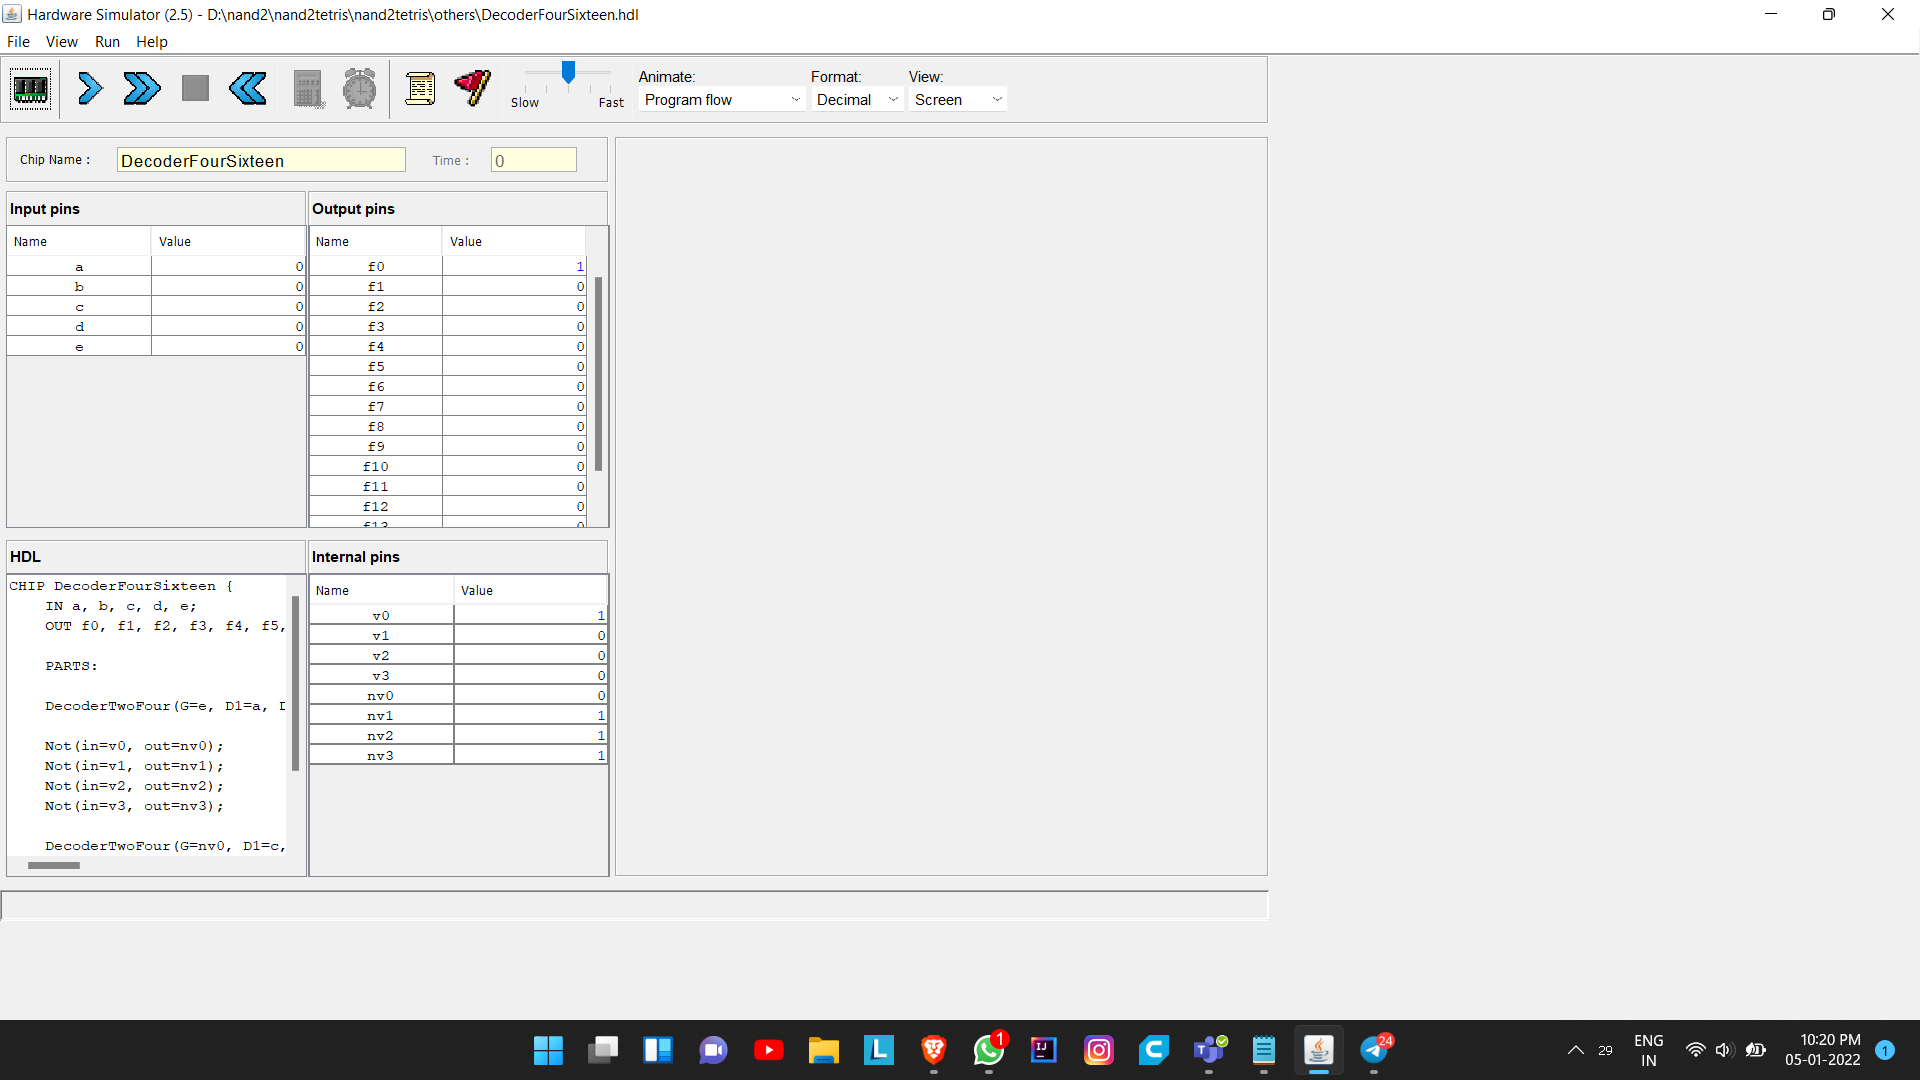 Hardware Simulator (2.5) - D:\nand2\nand2tetris\nand2tetris\others\DecoderFourSixteen.hdl
File View Run Help
Slow Fast
Animate: Format: View:
Program flow Decimal Screen
Chip Name : DecoderFourSixteen Time : 0
Input pins
Name Value
a 0
b 0
c 0
d 0
e 0
Output pins
Name Value
f0 1
f1 0
f2 0
f3 0
f4 0
f5 0
f6 0
f7 0
f8 0
f9 0
f10 0
f11 0
f12 0
f13 0
HDL
CHIP DecoderFourSixteen {
IN a, b, c, d, e;
OUT f0, f1, f2, f3, f4, f5,
PARTS:
DecoderTwoFour(G=e, D1=a, D
Not(in=v0, out=nv0);
Not(in=v1, out=nv1);
Not(in=v2, out=nv2);
Not(in=v3, out=nv3);
DecoderTwoFour(G=nv0, D1=c,
Internal pins
Name Value
v0 1
v1 0
v2 0
v3 0
nv0 0
nv1 1
nv2 1
nv3 1
L
1
IJ
24
29
ENG
IN
10:20 PM
05-01-2022
1